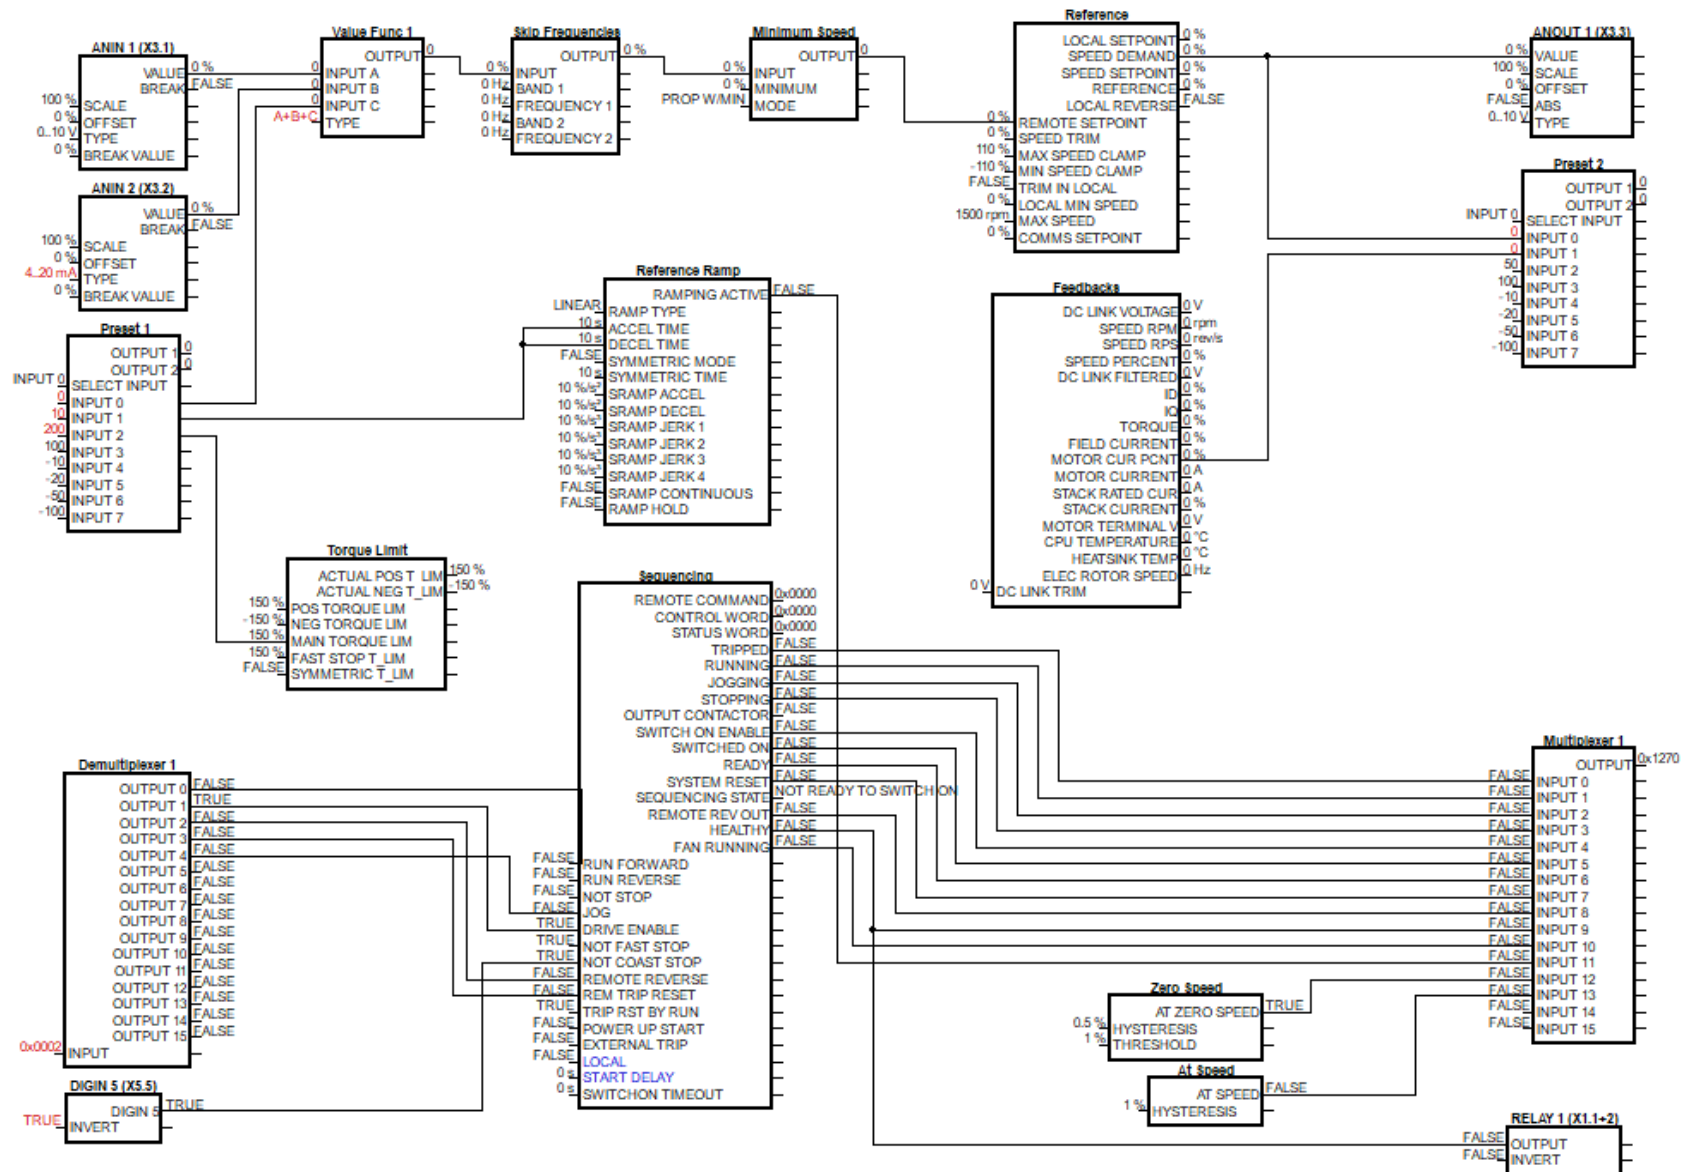 ANIN 1 (X3.1)
VALUE 0 %
BREAK FALSE
100 % SCALE
0 % OFFSET
0..10 V TYPE
0 % BREAK VALUE
ANIN 2 (X3.2)
VALUE 0 %
BREAK FALSE
100 % SCALE
0 % OFFSET
4..20 mA TYPE
0 % BREAK VALUE
Preset 1
OUTPUT 1 0
OUTPUT 2 0
INPUT 0 SELECT INPUT
0 INPUT 0
10 INPUT 1
200 INPUT 2
100 INPUT 3
-10 INPUT 4
-20 INPUT 5
-50 INPUT 6
-100 INPUT 7
Value Func 1
OUTPUT 0
0 INPUT A
0 INPUT B
0 INPUT C
A+B+C TYPE
Skip Frequencies
OUTPUT 0 %
0 % INPUT
0 Hz BAND 1
0 Hz FREQUENCY 1
0 Hz BAND 2
0 Hz FREQUENCY 2
Minimum Speed
OUTPUT 0
0 % INPUT
0 % MINIMUM
PROP W/MIN MODE
Reference
LOCAL SETPOINT 0 %
SPEED DEMAND 0 %
SPEED SETPOINT 0 %
REFERENCE 0 %
LOCAL REVERSE FALSE
0 % REMOTE SETPOINT
0 % SPEED TRIM
110 % MAX SPEED CLAMP
-110 % MIN SPEED CLAMP
FALSE TRIM IN LOCAL
0 % LOCAL MIN SPEED
1500 rpm MAX SPEED
0 % COMMS SETPOINT
ANOUT 1 (X3.3)
0 % VALUE
100 % SCALE
0 % OFFSET
FALSE ABS
0..10 V TYPE
Preset 2
OUTPUT 1 0
OUTPUT 2 0
INPUT 0 SELECT INPUT
0 INPUT 0
0 INPUT 1
50 INPUT 2
100 INPUT 3
-10 INPUT 4
-20 INPUT 5
-50 INPUT 6
-100 INPUT 7
Reference Ramp
RAMPING ACTIVE FALSE
LINEAR RAMP TYPE
10 s ACCEL TIME
10 s DECEL TIME
FALSE SYMMETRIC MODE
10 s SYMMETRIC TIME
10 %/s² SRAMP ACCEL
10 %/s² SRAMP DECEL
10 %/s³ SRAMP JERK 1
10 %/s³ SRAMP JERK 2
10 %/s³ SRAMP JERK 3
10 %/s³ SRAMP JERK 4
FALSE SRAMP CONTINUOUS
FALSE RAMP HOLD
Feedbacks
DC LINK VOLTAGE 0 V
SPEED RPM 0 rpm
SPEED RPS 0 rev/s
SPEED PERCENT 0 %
DC LINK FILTERED 0 V
ID 0 %
IQ 0 %
TORQUE 0 %
FIELD CURRENT 0 %
MOTOR CUR PCNT 0 %
MOTOR CURRENT 0 A
STACK RATED CUR 0 A
STACK CURRENT 0 %
MOTOR TERMINAL V 0 V
CPU TEMPERATURE 0 °C
HEATSINK TEMP 0 °C
ELEC ROTOR SPEED 0 Hz
0 V DC LINK TRIM
Torque Limit
ACTUAL POS T_LIM 150 %
ACTUAL NEG T_LIM -150 %
150 % POS TORQUE LIM
-150 % NEG TORQUE LIM
150 % MAIN TORQUE LIM
150 % FAST STOP T_LIM
FALSE SYMMETRIC T_LIM
Sequencing
REMOTE COMMAND 0x0000
CONTROL WORD 0x0000
STATUS WORD 0x0000
TRIPPED FALSE
RUNNING FALSE
JOGGING FALSE
STOPPING FALSE
OUTPUT CONTACTOR FALSE
SWITCH ON ENABLE FALSE
SWITCHED ON FALSE
READY FALSE
SYSTEM RESET FALSE
SEQUENCING STATE NOT READY TO SWITCH ON
REMOTE REV OUT FALSE
HEALTHY FALSE
FAN RUNNING FALSE
FALSE RUN FORWARD
FALSE RUN REVERSE
FALSE NOT STOP
FALSE JOG
TRUE DRIVE ENABLE
TRUE NOT FAST STOP
TRUE NOT COAST STOP
FALSE REMOTE REVERSE
FALSE REM TRIP RESET
TRUE TRIP RST BY RUN
FALSE POWER UP START
FALSE EXTERNAL TRIP
FALSE LOCAL
0 s START DELAY
0 s SWITCHON TIMEOUT
Demultiplexer 1
OUTPUT 0 FALSE
OUTPUT 1 TRUE
OUTPUT 2 FALSE
OUTPUT 3 FALSE
OUTPUT 4 FALSE
OUTPUT 5 FALSE
OUTPUT 6 FALSE
OUTPUT 7 FALSE
OUTPUT 8 FALSE
OUTPUT 9 FALSE
OUTPUT 10 FALSE
OUTPUT 11 FALSE
OUTPUT 12 FALSE
OUTPUT 13 FALSE
OUTPUT 14 FALSE
OUTPUT 15 FALSE
0x0002 INPUT
DIGIN 5 (X5.5)
DIGIN 5 TRUE
TRUE INVERT
Multiplexer 1
OUTPUT 0x1270
FALSE INPUT 0
FALSE INPUT 1
FALSE INPUT 2
FALSE INPUT 3
FALSE INPUT 4
FALSE INPUT 5
FALSE INPUT 6
FALSE INPUT 7
FALSE INPUT 8
FALSE INPUT 9
FALSE INPUT 10
FALSE INPUT 11
FALSE INPUT 12
FALSE INPUT 13
FALSE INPUT 14
FALSE INPUT 15
Zero Speed
AT ZERO SPEED TRUE
0.5 % HYSTERESIS
1 % THRESHOLD
At Speed
AT SPEED FALSE
1 % HYSTERESIS
RELAY 1 (X1.1+2)
FALSE OUTPUT
FALSE INVERT